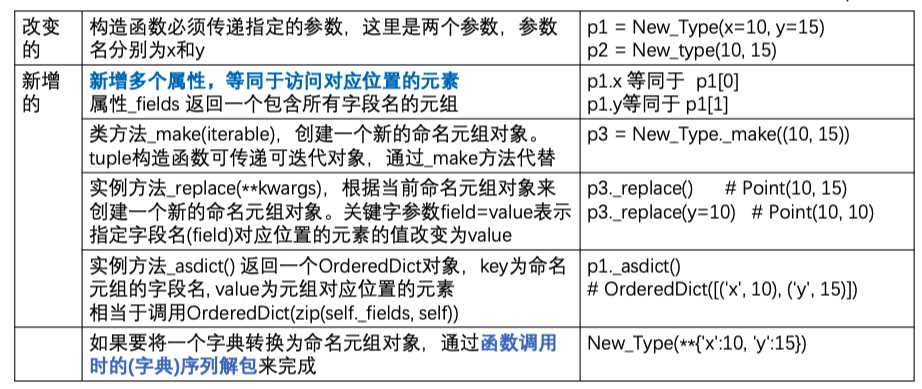 改变的
构造函数必须传递指定的参数，这里是两个参数，参数
名分别为x和y
p1 = New_Type(x=10, y=15)
p2 = New_type(10, 15)
新增的
新增多个属性，等同于访问对应位置的元素
属性_fields 返回一个包含所有字段名的元组
p1.x 等同于 p1[0]
p1.y等同于 p1[1]
类方法_make(iterable)，创建一个新的命名元组对象。
tuple构造函数可传递可迭代对象，通过_make方法代替
p3 = New_Type._make((10, 15))
实例方法_replace(**kwargs)，根据当前命名元组对象来
创建一个新的命名元组对象。关键字参数field=value表示
指定字段名(field)对应位置的元素的值改变为value
p3._replace() # Point(10, 15)
p3._replace(y=10) # Point(10, 10)
实例方法_asdict() 返回一个OrderedDict对象，key为命名
元组的字段名, value为元组对应位置的元素
相当于调用OrderedDict(zip(self._fields, self))
p1._asdict()
# OrderedDict([('x', 10), ('y', 15)])
如果要将一个字典转换为命名元组对象，通过函数调用
时的(字典)序列解包来完成
New_Type(**{'x':10, 'y':15})